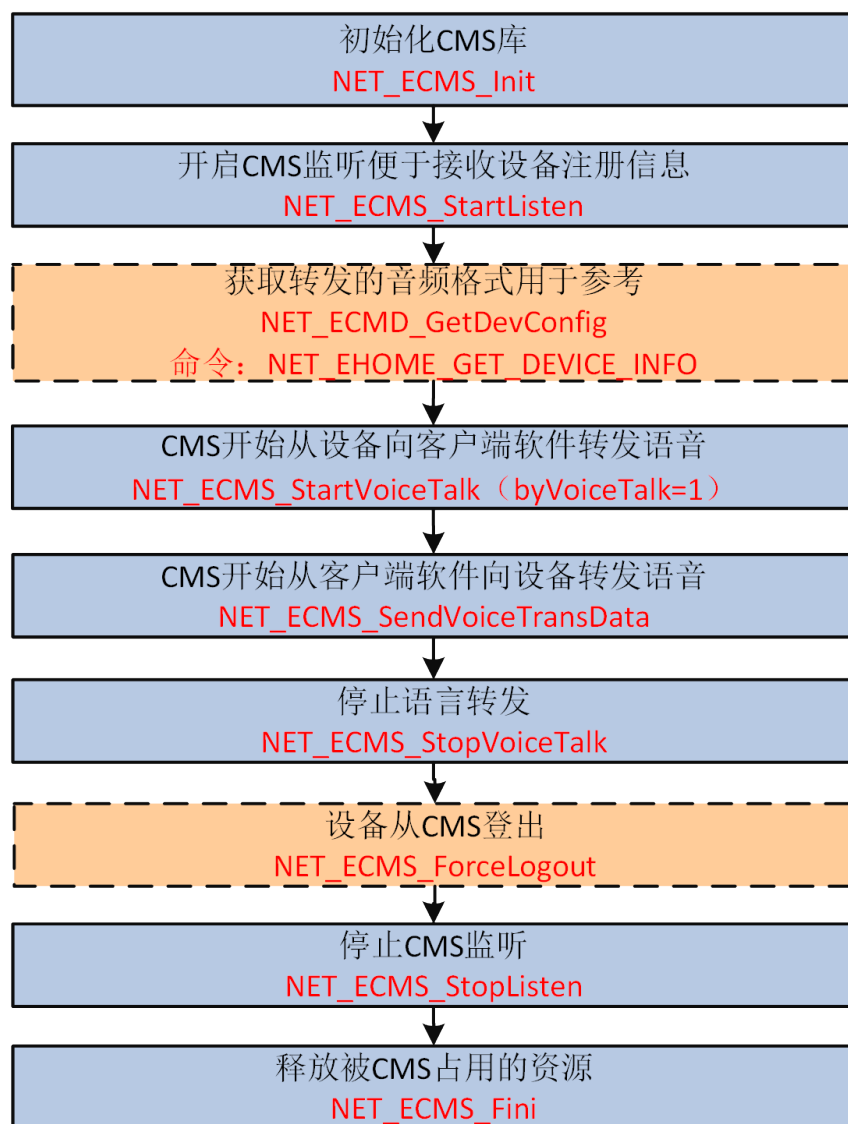 初始化CMS库
NET_ECMS_Init
开启CMS监听便于接收设备注册信息
NET_ECMS_StartListen
获取转发的音频格式用于参考
NET_ECMD_GetDevConfig
命令：NET_EHOME_GET_DEVICE_INFO
CMS开始从设备向客户端软件转发语音
NET_ECMS_StartVoiceTalk（byVoiceTalk=1）
CMS开始从客户端软件向设备转发语音
NET_ECMS_SendVoiceTransData
停止语言转发
NET_ECMS_StopVoiceTalk
设备从CMS登出
NET_ECMS_ForceLogout
停止CMS监听
NET_ECMS_StopListen
释放被CMS占用的资源
NET_ECMS_Fini